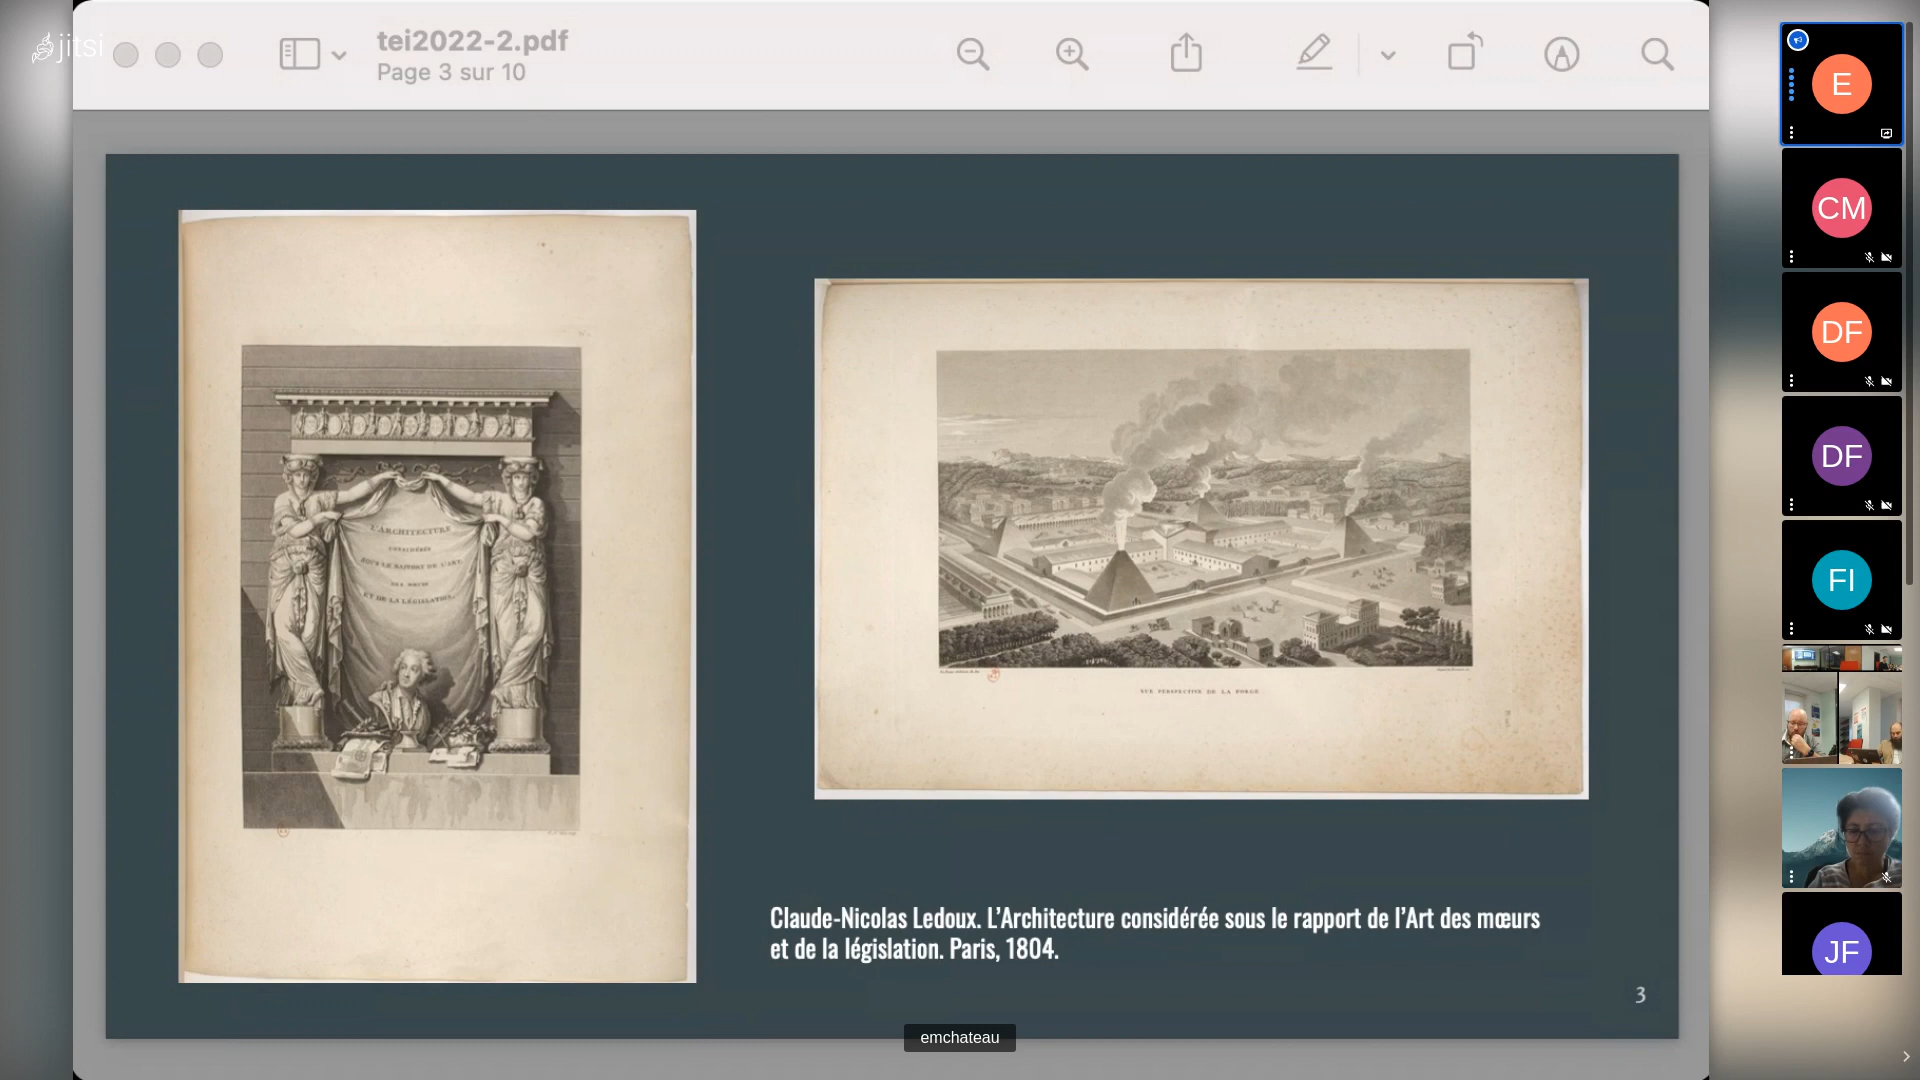 jitsi
tei2022-2.pdf
Page 3 sur 10
L'ARCHITECTURE
CONSIDÉRÉE
SOUS LE RAPPORT DE L'ART,
DES MŒURS
ET DE LA LÉGISLATION,
VUE PERSPECTIVE DE LA FORGE
Claude-Nicolas Ledoux. L’Architecture considérée sous le rapport de l’Art des mœurs
et de la législation. Paris, 1804.
3
emchateau
E
CM
DF
DF
FI
JF